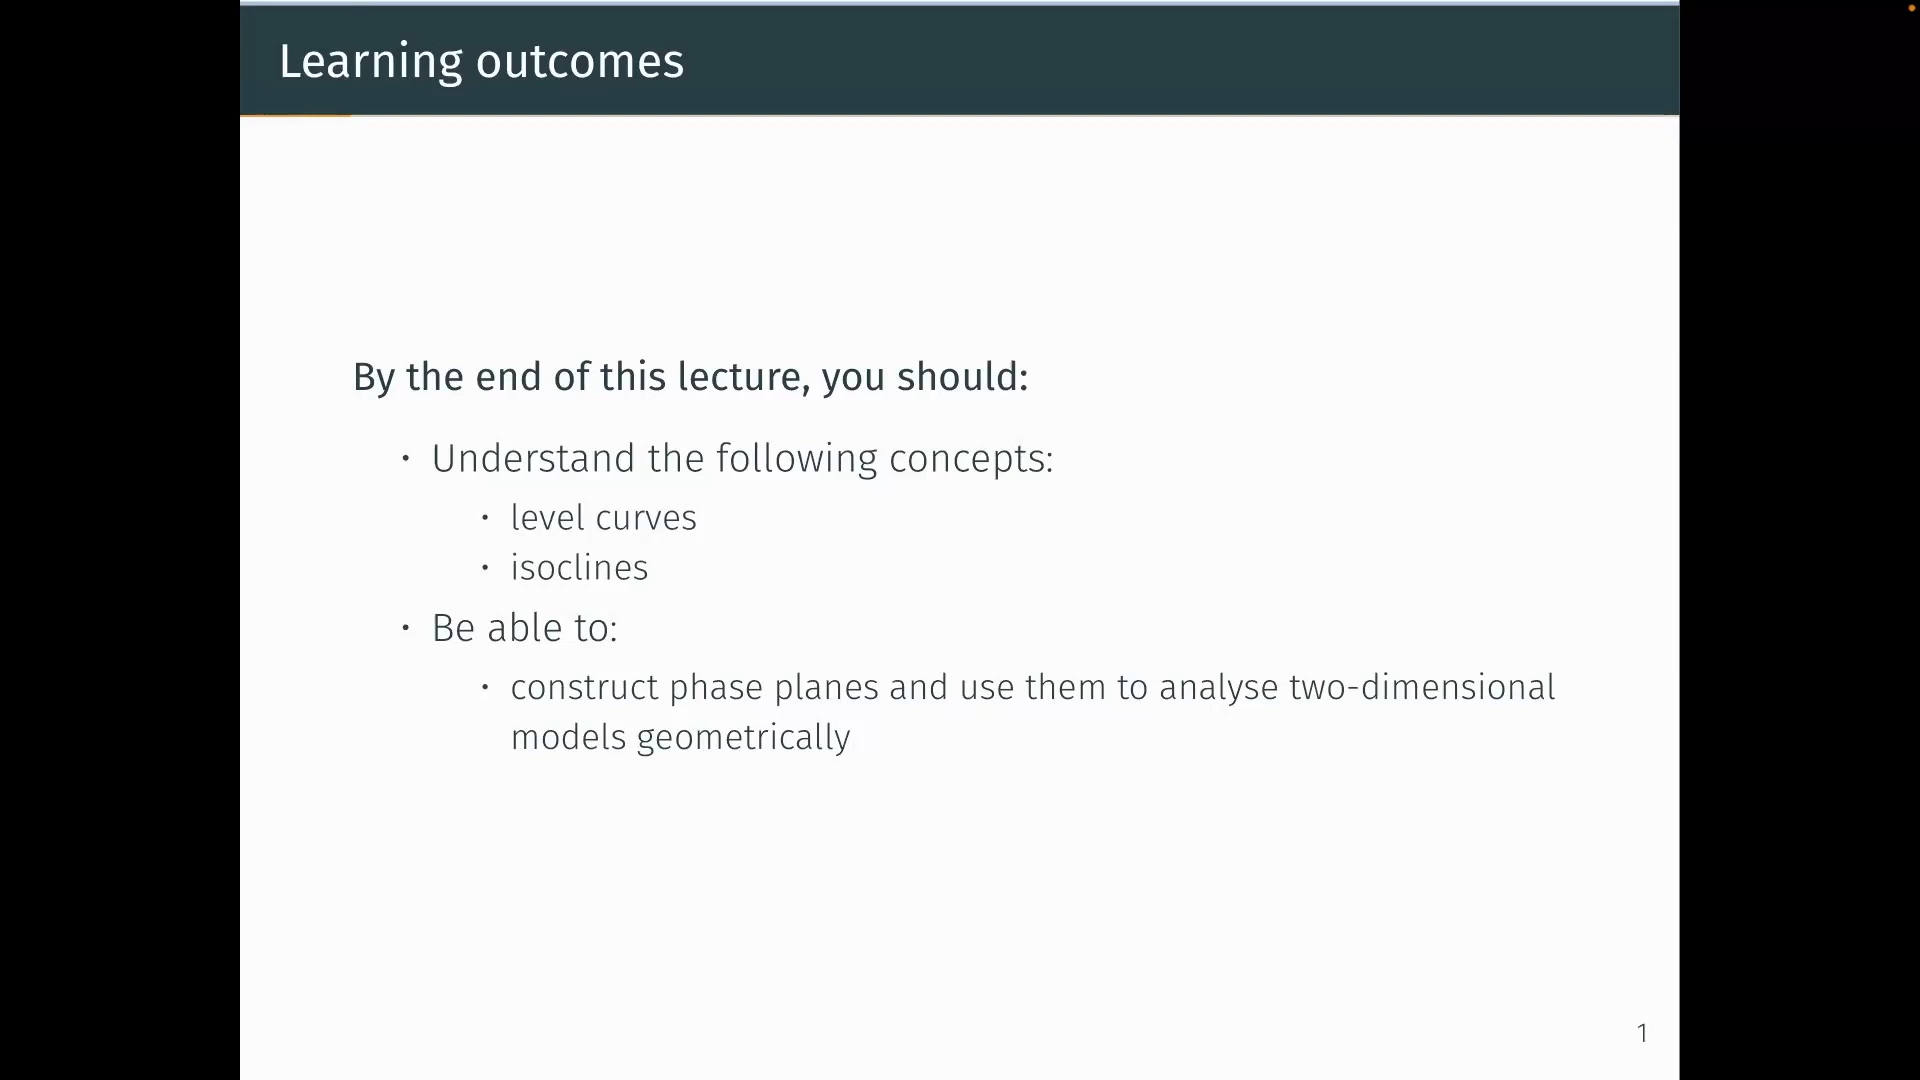 Learning outcomes
By the end of this lecture, you should:
· Understand the following concepts:
· level curves
· isoclines
· Be able to:
· construct phase planes and use them to analyse two-dimensional
models geometrically
1